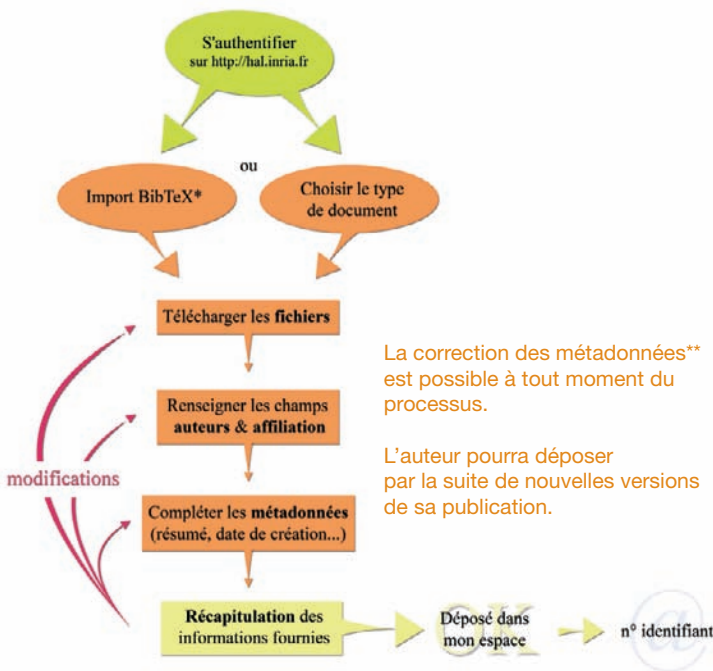 S'authentifier
sur http://hal.inria.fr
ou
Import BibTeX*
Choisir le type
de document
Télécharger les fichiers
La correction des métadonnées**
est possible à tout moment du
processus.
Renseigner les champs
auteurs & affiliation
L'auteur pourra déposer
par la suite de nouvelles versions
de sa publication.
modifications
Compléter les métadonnées
(résumé, date de création...)
Récapitulation des
informations fournies
OK
Déposé dans
mon espace
@
n° identifiant